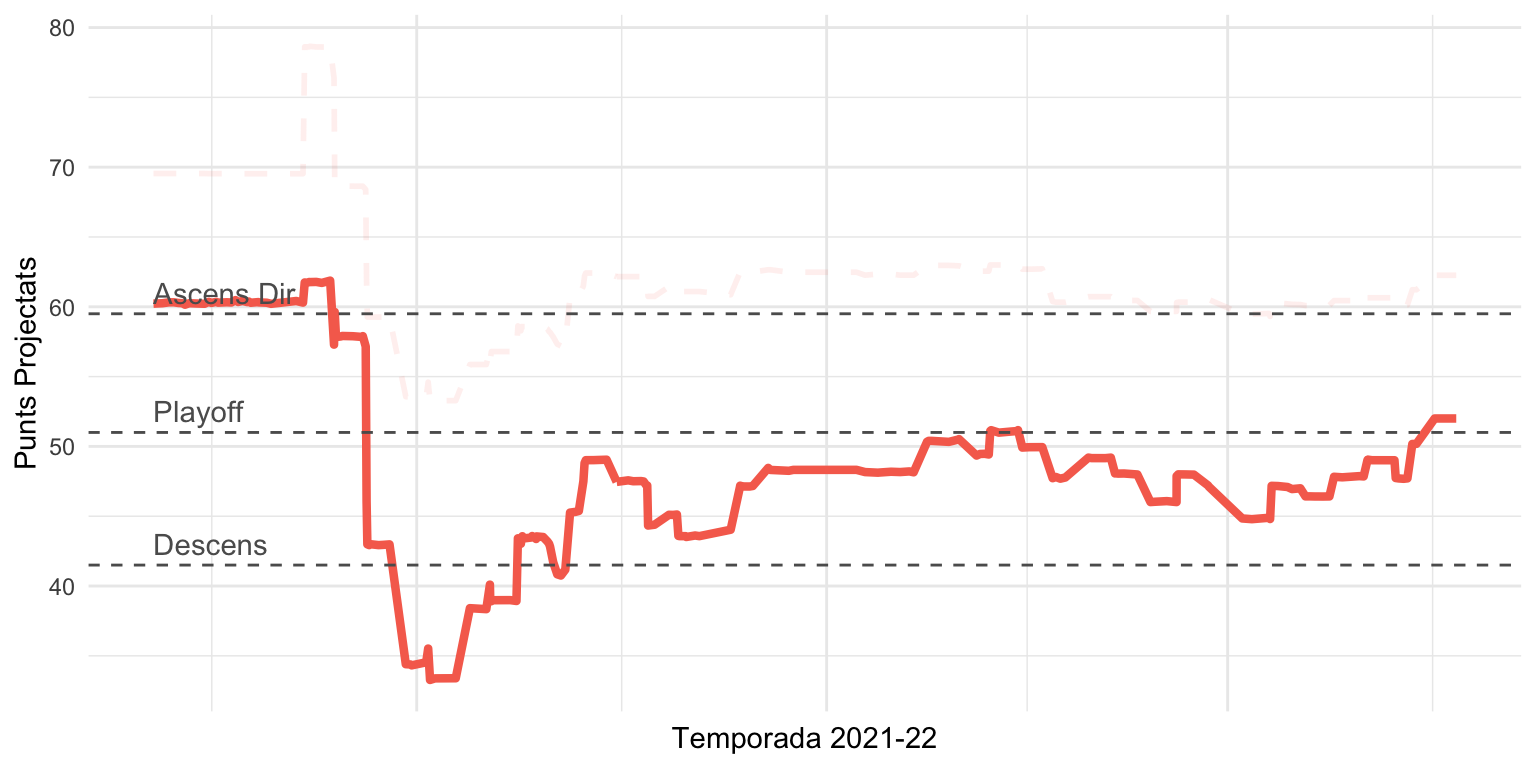 80
70
60
50
40
Punts Projectats
Ascens Dir
Playoff
Descens
Temporada 2021-22